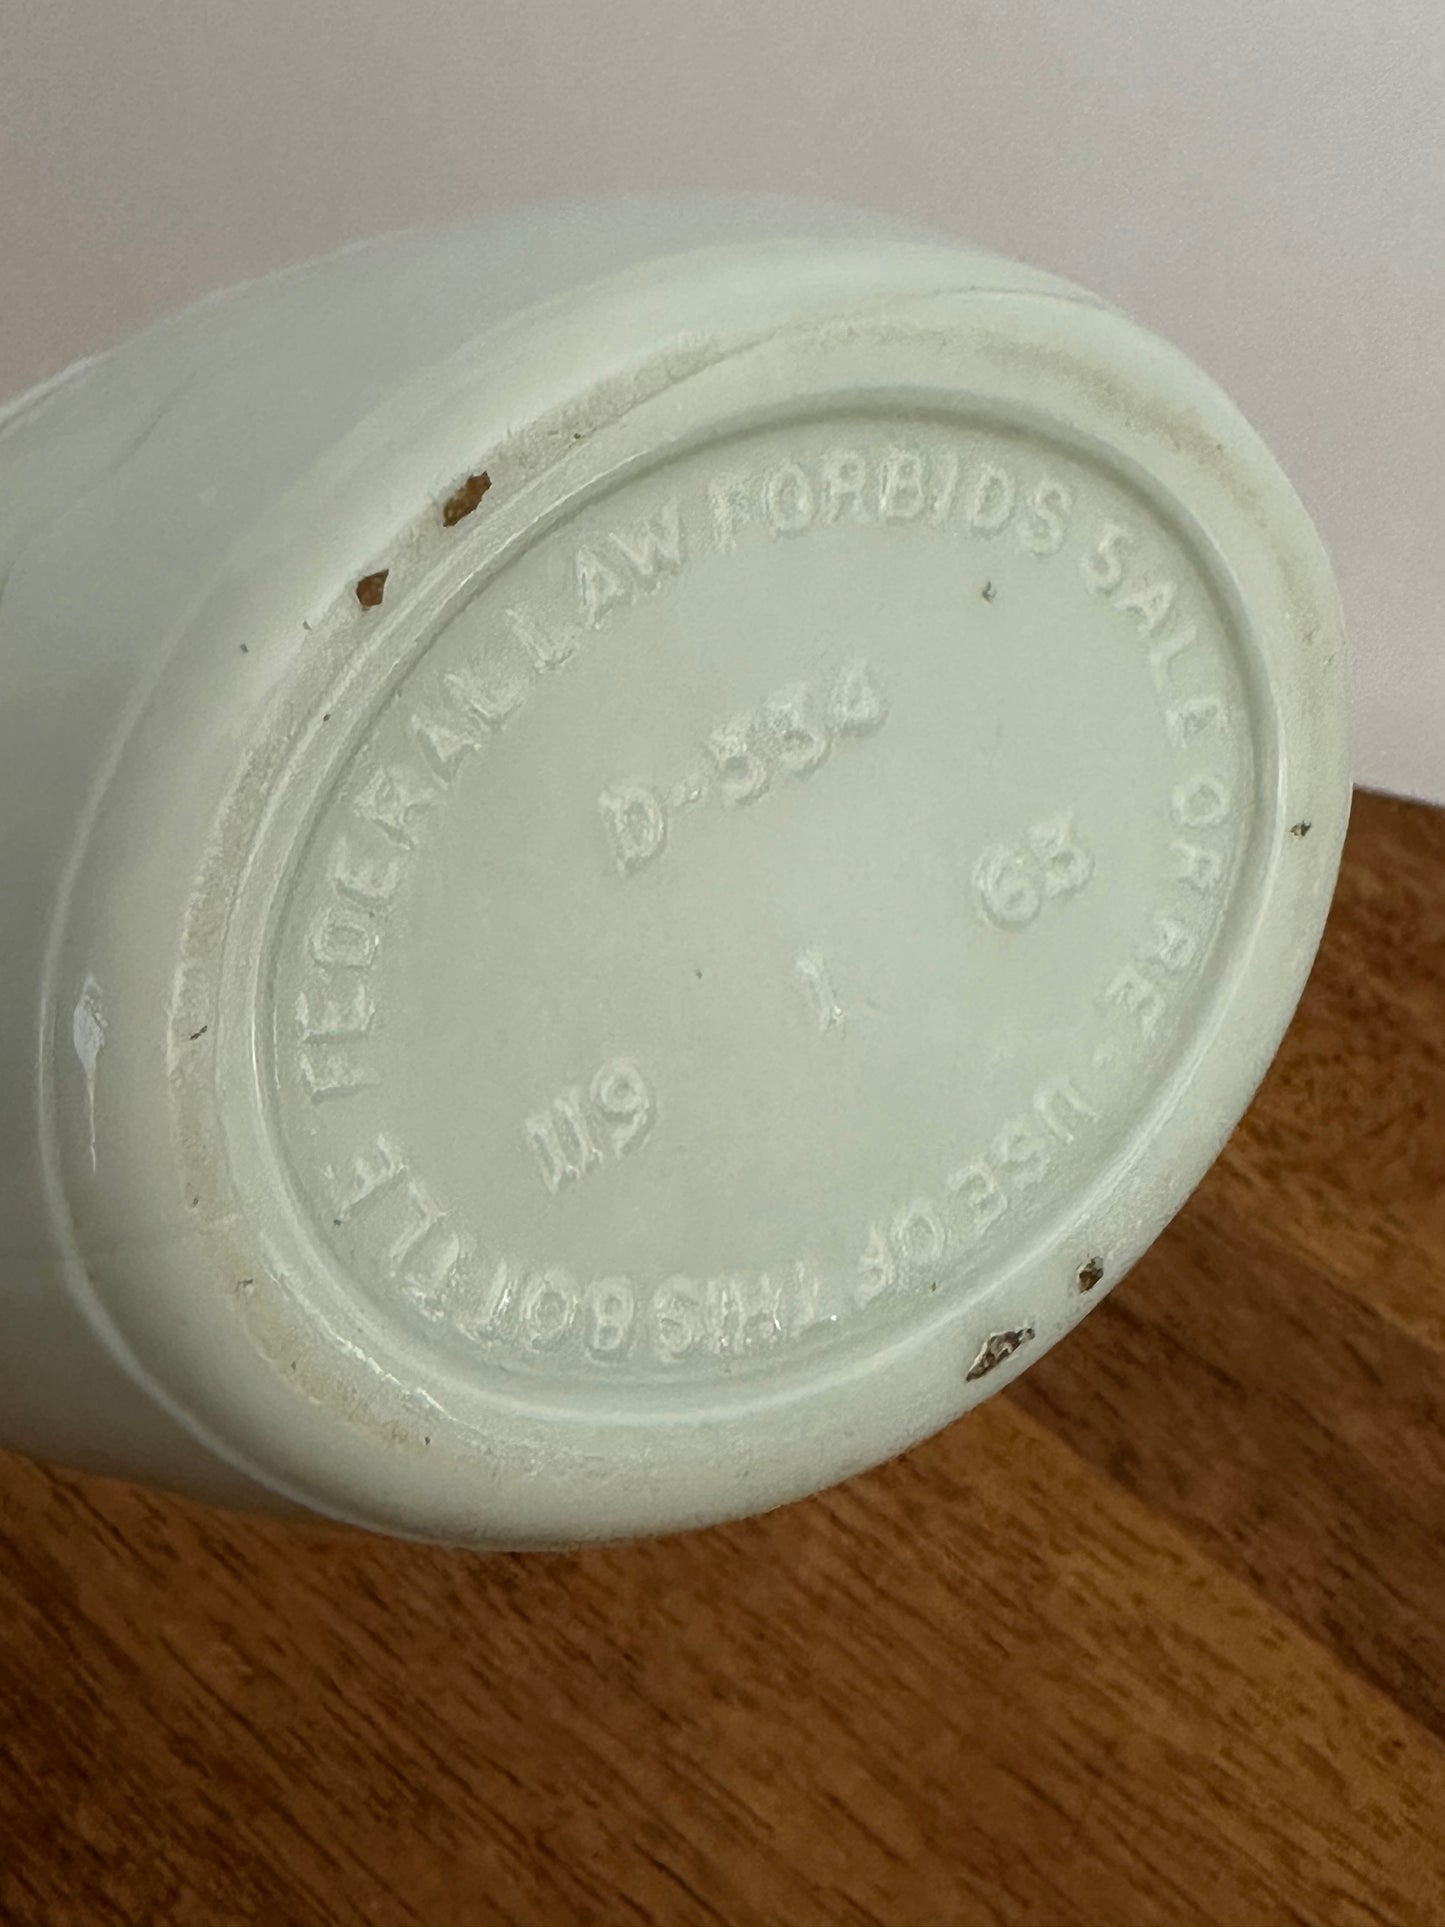 FEDERAL LAW FORBIDS SALE OR RE-USE OF THIS BOTTLE
D-334
63
1
119